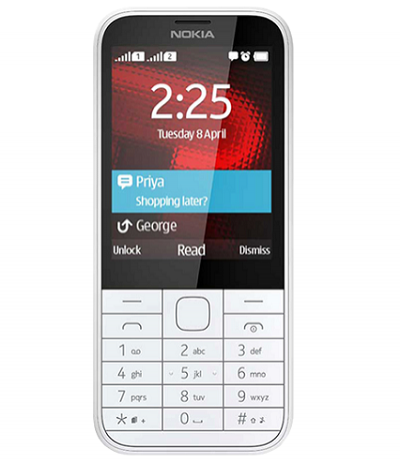 NOKIA
1 2
2:25
Tuesday 8 April
Priya
Shopping later?
George
Unlock Read Dismiss
1 2 abc 3 def
4 ghi 5 jkl 6 mno
7 pqrs 8 tuv 9 wxyz
* + 0 #